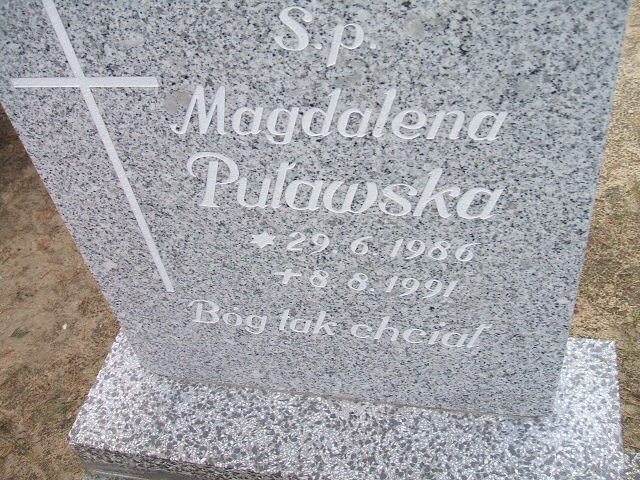 Ś.p.
Magdalena
Puławska
★ 29. 6. 1986
✝ 8. 8. 1991
Bóg tak chciał